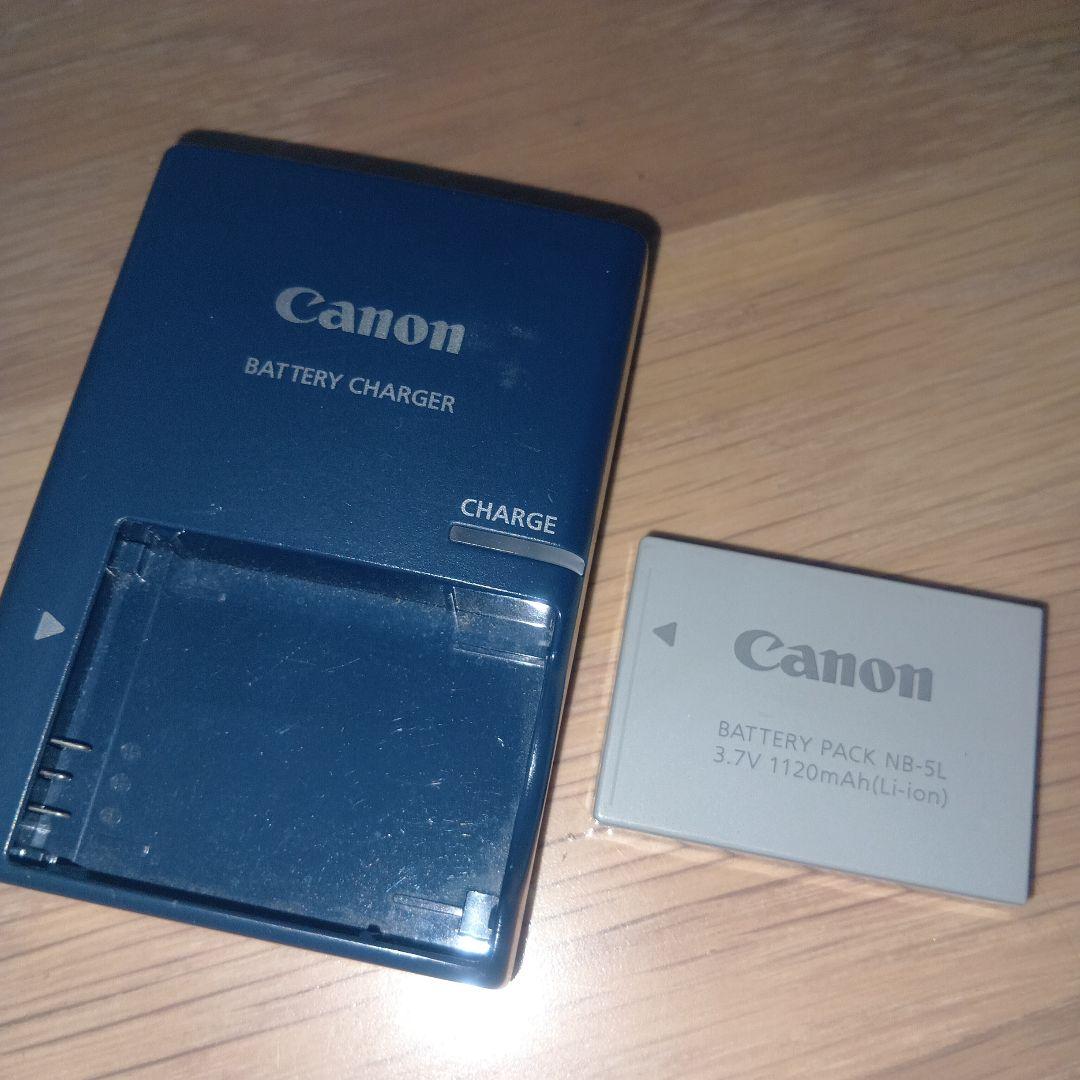 Canon
BATTERY CHARGER
CHARGE
Canon
BATTERY PACK NB-5L
3.7V 1120mAh(Li-ion)